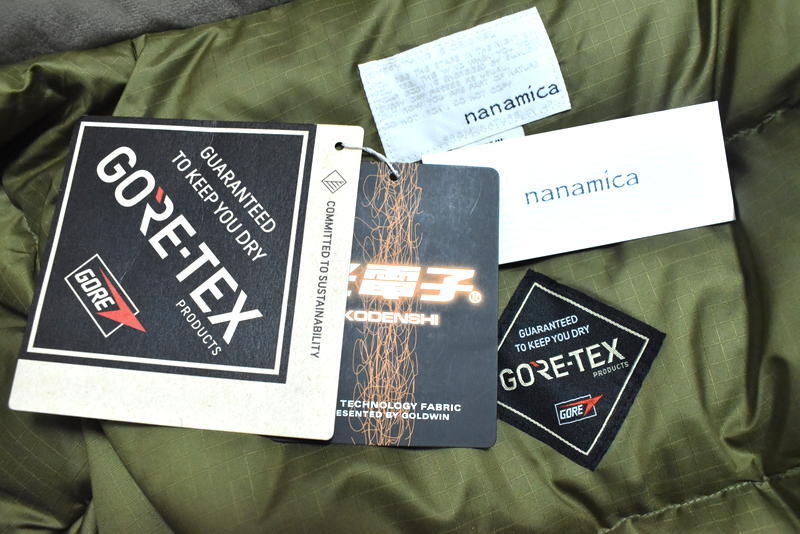 GUARANTEED
TO KEEP YOU DRY
GORE-TEX
PRODUCTS
GORE
COMMITTED TO SUSTAINABILITY
電子®
KODENSHI
TECHNOLOGY FABRIC
ESENTED BY GOLDWIN
nanamica
nanamica
GUARANTEED
TO KEEP YOU DRY
GORE-TEX
PRODUCTS
GORE